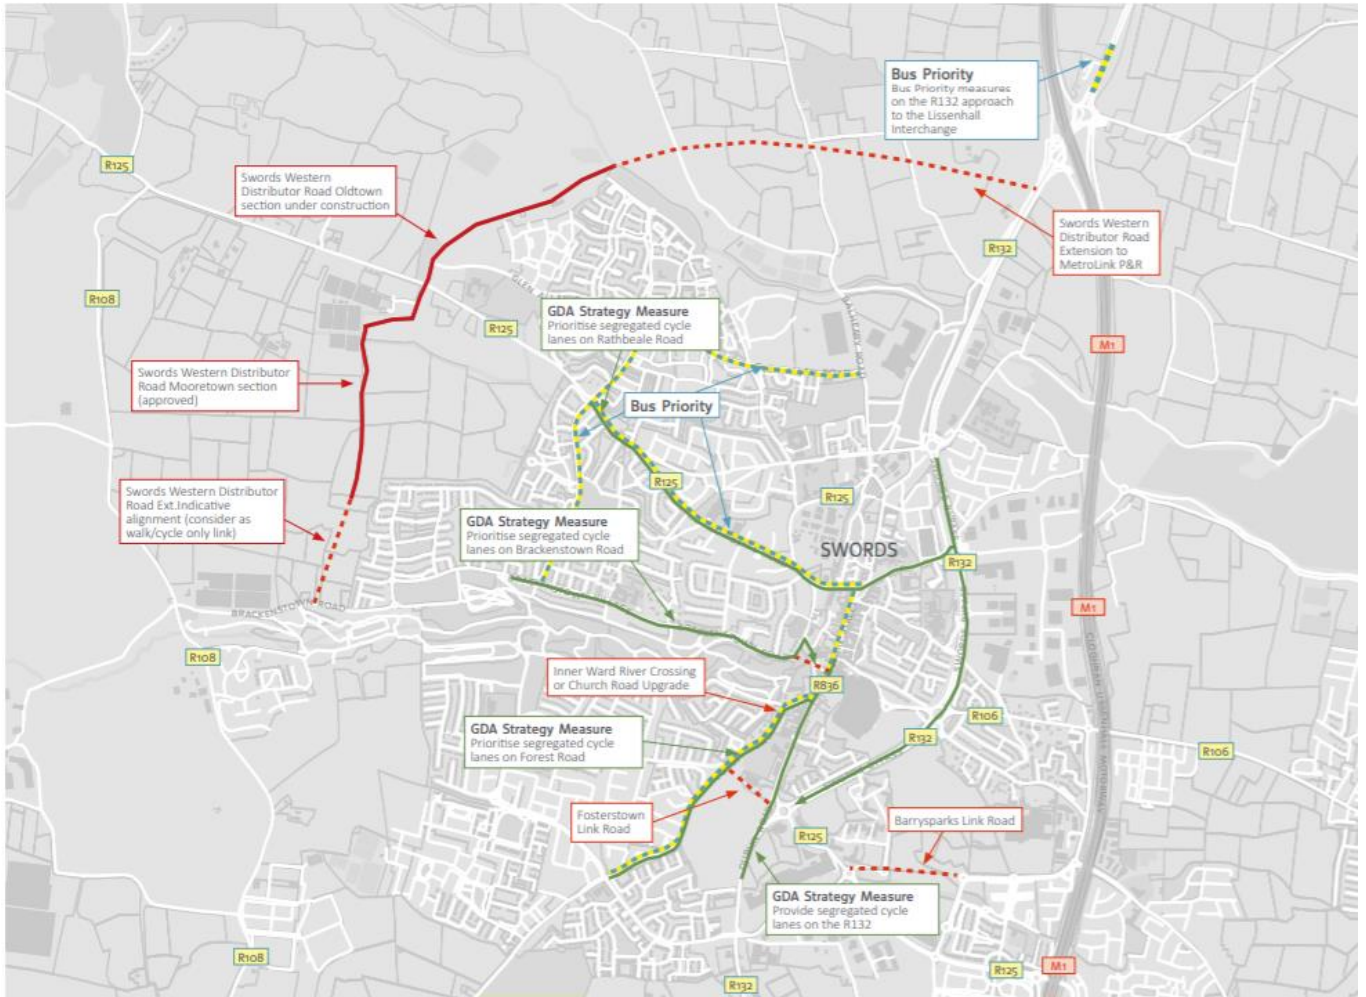 Bus Priority
Bus Priority measures
on the R132 approach
to the Lissenhall
Interchange
R125
Swords Western
Distributor Road Oldtown
section under construction
Swords Western
Distributor Road
Extension to
MetroLink P&R
R132
R108
GLEN
GDA Strategy Measure
Prioritise segregated cycle
lanes on Rathbeale Road
BALHEARY ROAD
R125
M1
Swords Western Distributor
Road Mooretown section
(approved)
Bus Priority
R125
R125
Swords Western Distributor
Road Ext.Indicative
alignment (consider as
walk/cycle only link)
GDA Strategy Measure
Prioritise segregated cycle
lanes on Brackenstown Road
SWORDS
R132
BRACKENSTOWN ROAD
M1
R108
Inner Ward River Crossing
or Church Road Upgrade
R836
R106
GDA Strategy Measure
Prioritise segregated cycle
lanes on Forest Road
R132
R106
Fosterstown
Link Road
R125
Barrysparks Link Road
GDA Strategy Measure
Provide segregated cycle
lanes on the R132
R108
R132
R125
M1